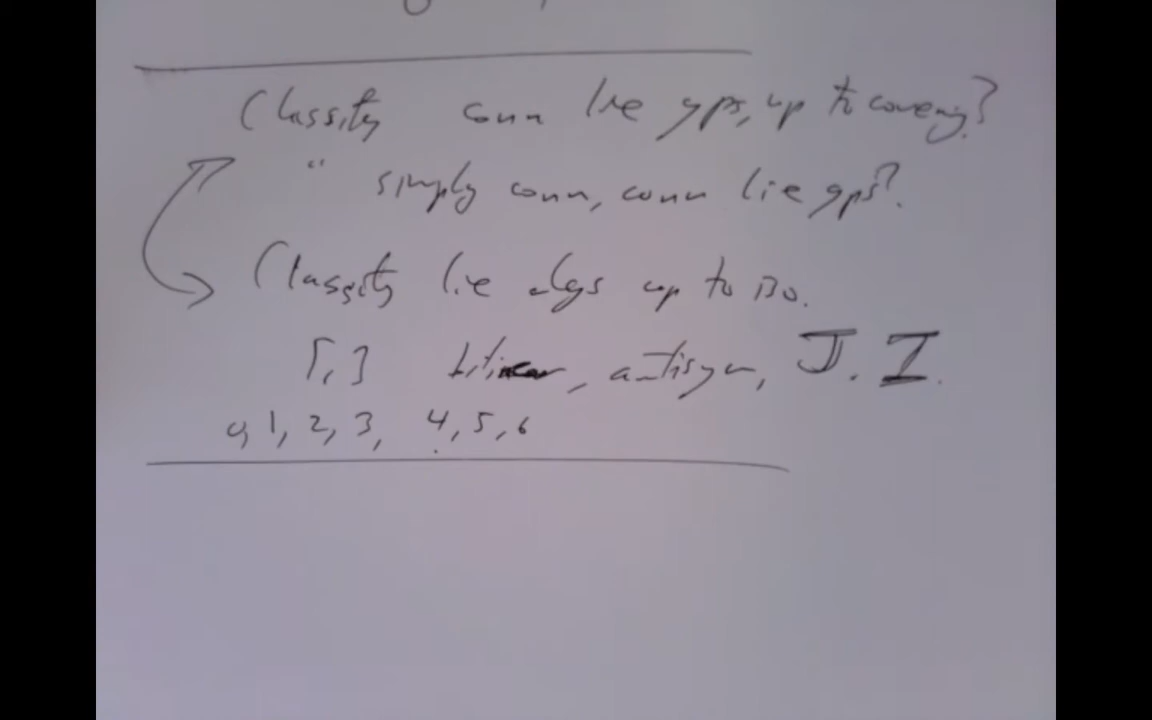 Classify conn Lie gps, up to covering?
" simply conn, conn Lie gps?
Classify Lie algs up to iso.
[,] bilinear, antisym, J. I.
0, 1, 2, 3, 4, 5, 6